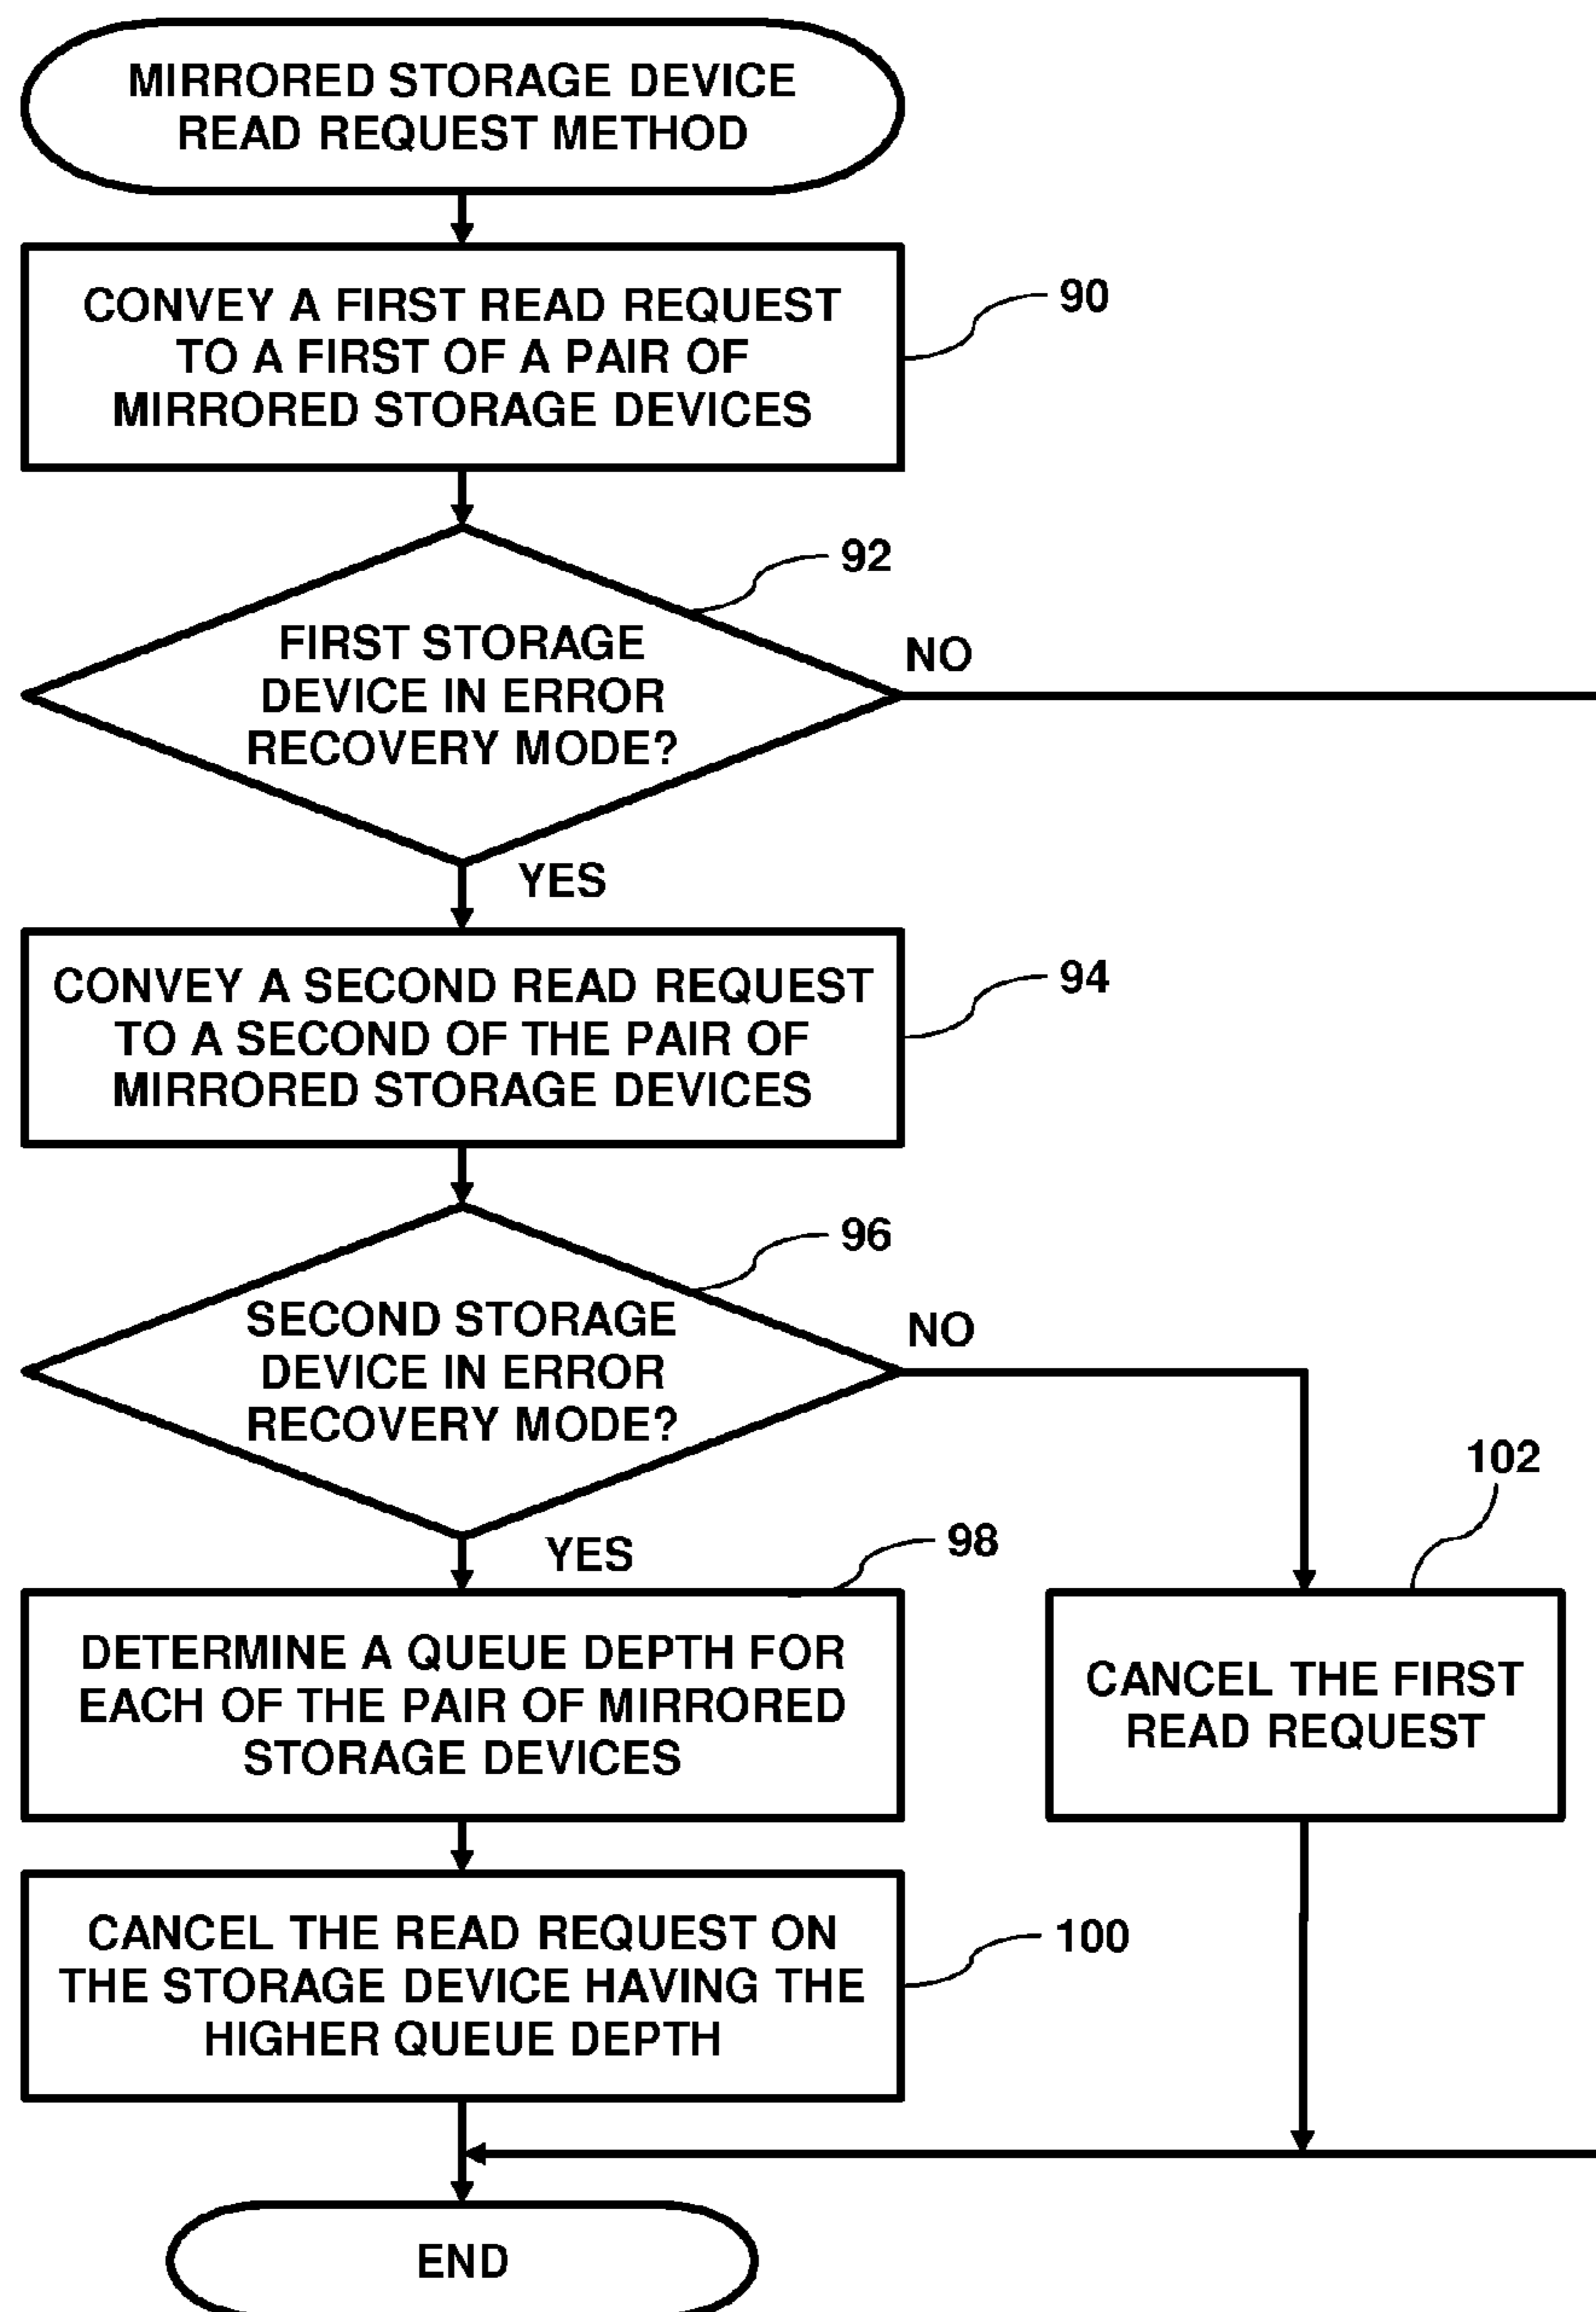 MIRRORED STORAGE DEVICE
READ REQUEST METHOD
CONVEY A FIRST READ REQUEST
TO A FIRST OF A PAIR OF
MIRRORED STORAGE DEVICES
90
92
FIRST STORAGE
DEVICE IN ERROR
RECOVERY MODE?
NO
YES
CONVEY A SECOND READ REQUEST
TO A SECOND OF THE PAIR OF
MIRRORED STORAGE DEVICES
94
96
SECOND STORAGE
DEVICE IN ERROR
RECOVERY MODE?
NO
YES
98
102
DETERMINE A QUEUE DEPTH FOR
EACH OF THE PAIR OF MIRRORED
STORAGE DEVICES
CANCEL THE FIRST
READ REQUEST
CANCEL THE READ REQUEST ON
THE STORAGE DEVICE HAVING THE
HIGHER QUEUE DEPTH
100
END